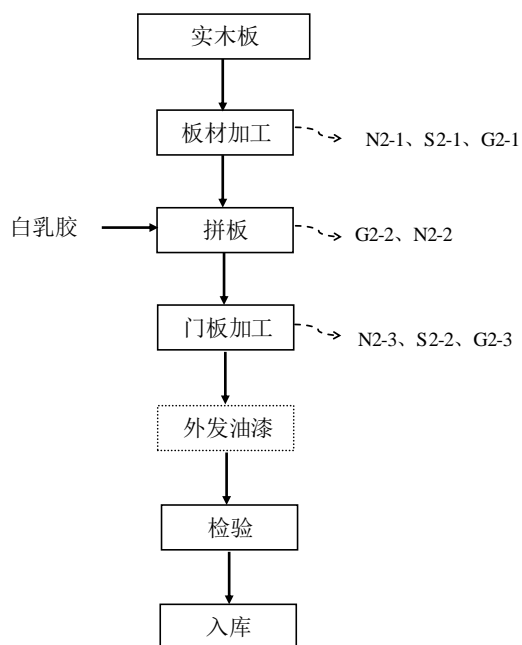 实木板
板材加工
N2-1、S2-1、G2-1
白乳胶
拼板
G2-2、N2-2
门板加工
N2-3、S2-2、G2-3
外发油漆
检验
入库